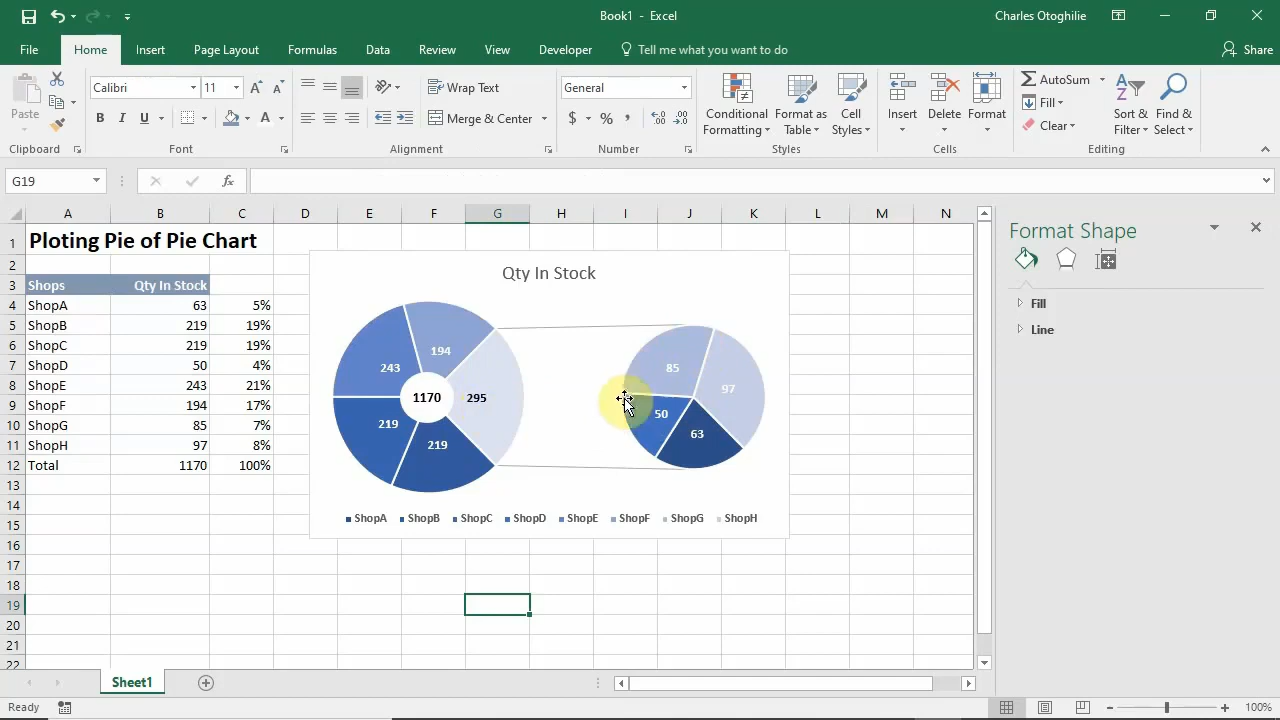 Book1 - Excel
Charles Otoghilie
File Home Insert Page Layout Formulas Data Review View Developer Tell me what you want to do Share
Paste
Clipboard
Calibri 11
A A
B I U A
Font
Wrap Text
Merge & Center
Alignment
General
$ % ,
Number
Conditional Formatting
Format as Table
Cell Styles
Styles
Insert Delete Format
Cells
AutoSum
Fill
Clear
Sort & Filter
Find & Select
Editing
G19 fx
A B C D E F G H I J K L M N
1 Ploting Pie of Pie Chart
2
3 Shops Qty In Stock
4 ShopA 63 5%
5 ShopB 219 19%
6 ShopC 219 19%
7 ShopD 50 4%
8 ShopE 243 21%
9 ShopF 194 17%
10 ShopG 85 7%
11 ShopH 97 8%
12 Total 1170 100%
13
14
15
16
17
18
19
20
21
22
Qty In Stock
194
243
1170
295
219
219
85
97
50
63
ShopA ShopB ShopC ShopD ShopE ShopF ShopG ShopH
Format Shape
Fill
Line
Sheet1
Ready
100%